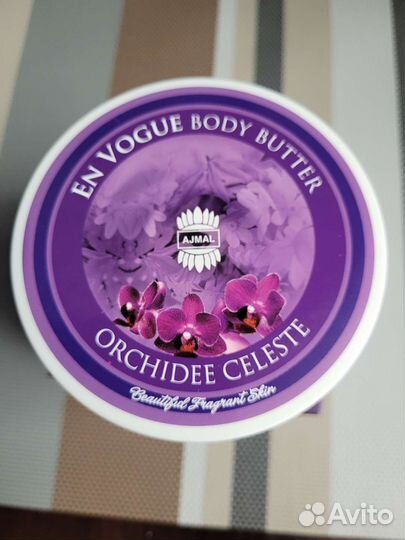 EN VOGUE BODY BUTTER
AJMAL
ORCHIDEE CELESTE
Beautiful Fragrant Skin
Avito